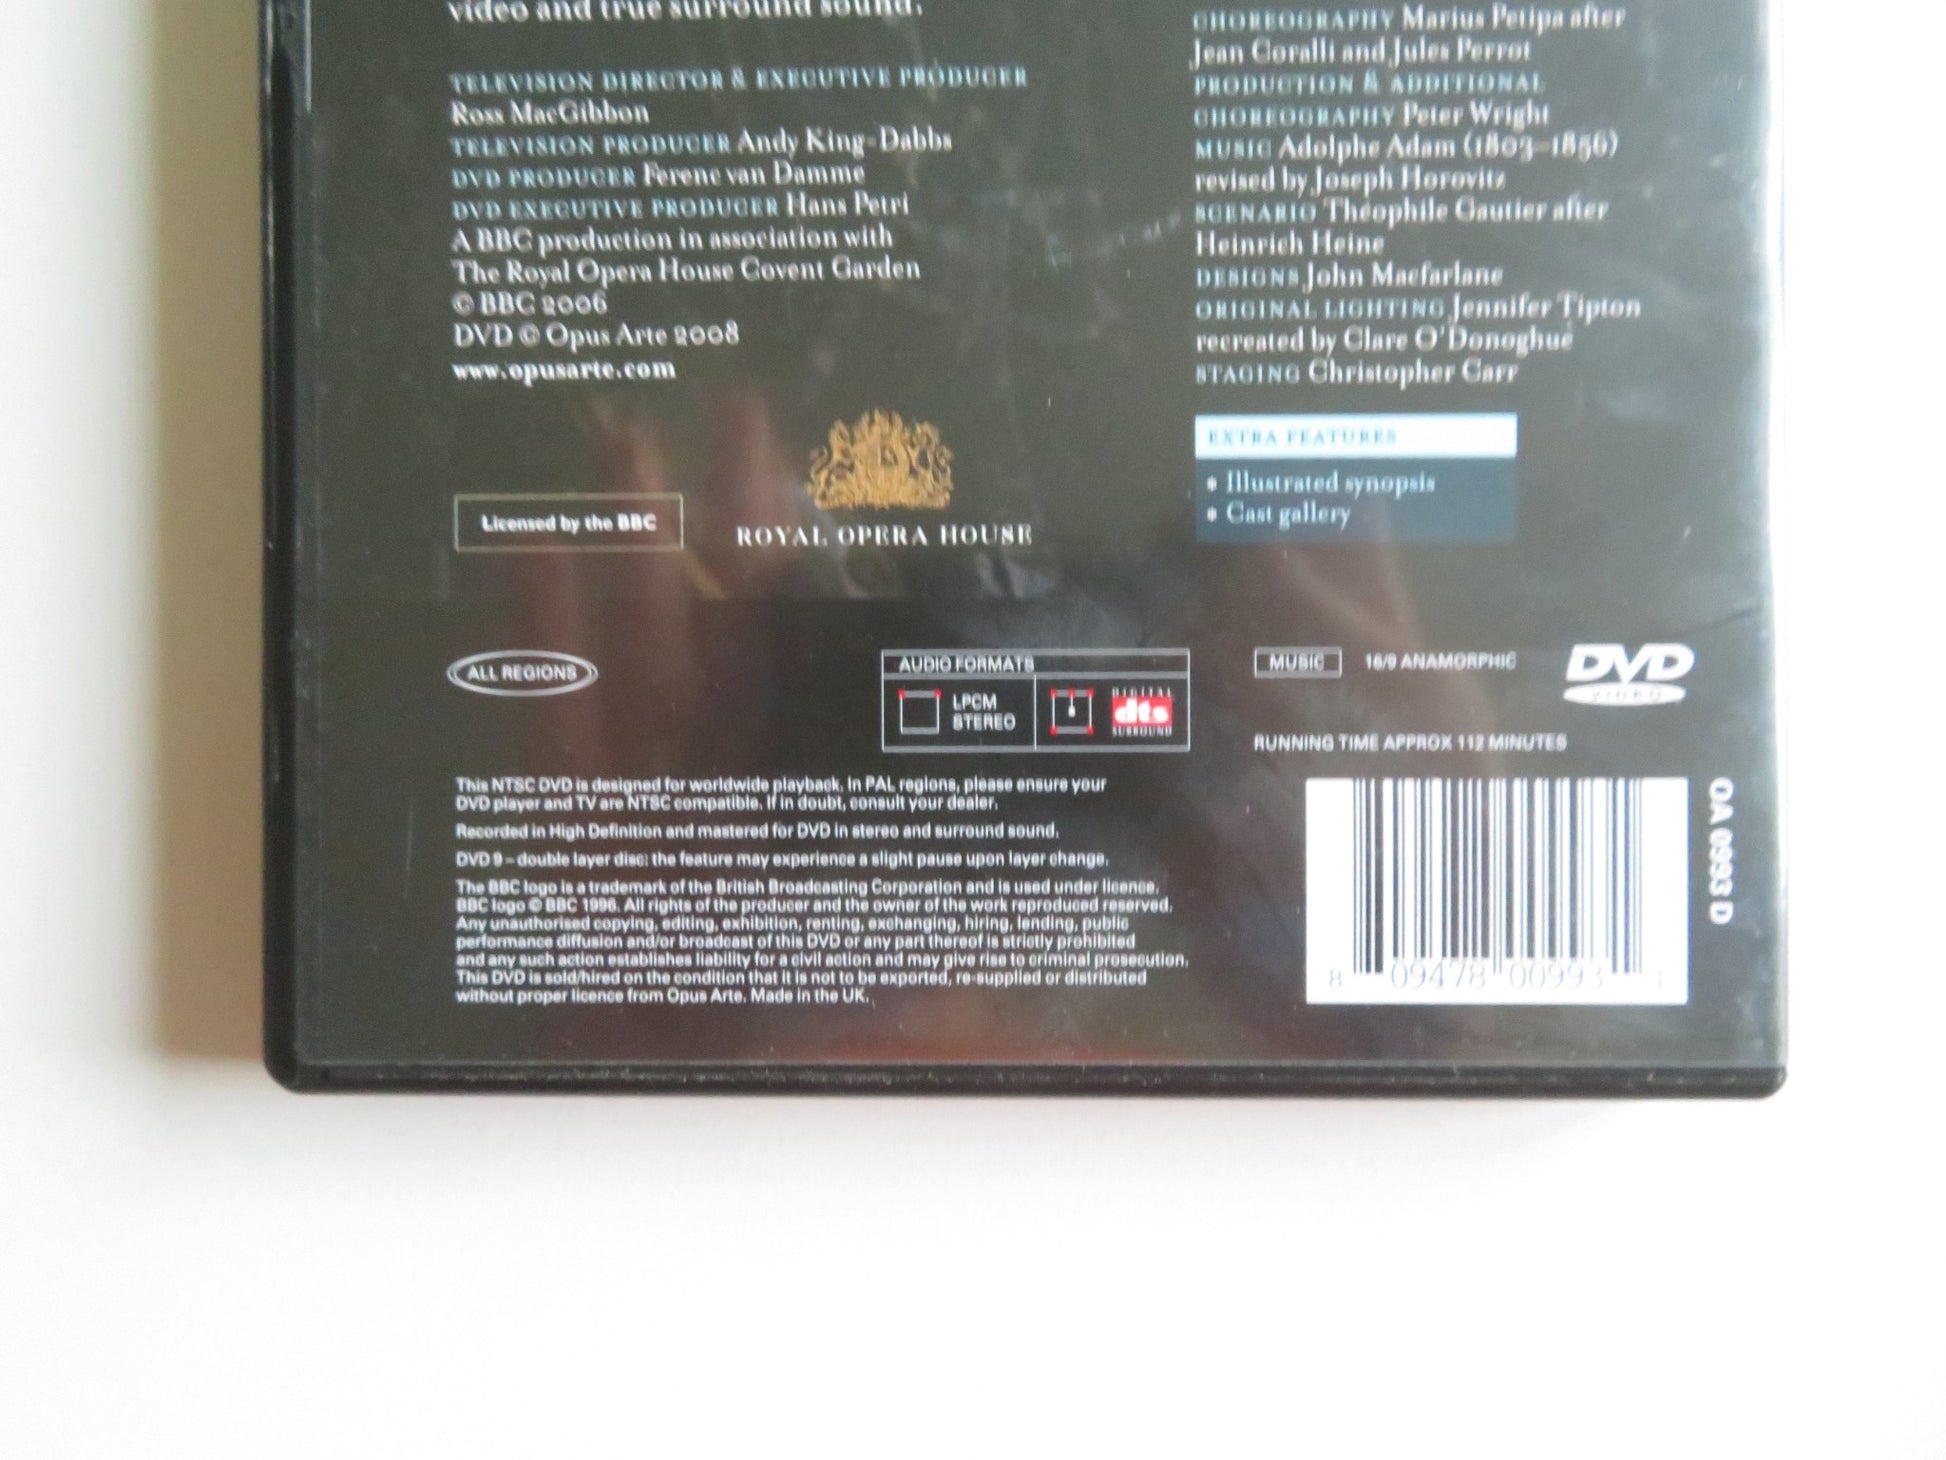 video and true surround sound.
TELEVISION DIRECTOR & EXECUTIVE PRODUCER
Ross MacGibbon
TELEVISION PRODUCER Andy King-Dabbs
DVD PRODUCER Ferenc van Damme
DVD EXECUTIVE PRODUCER Hans Petri
A BBC production in association with
The Royal Opera House Covent Garden
© BBC 2006
DVD © Opus Arte 2008
www.opusarte.com
CHOREOGRAPHY Marius Petipa after
Jean Coralli and Jules Perrot
PRODUCTION & ADDITIONAL
CHOREOGRAPHY Peter Wright
MUSIC Adolphe Adam (1803–1856)
revised by Joseph Horovitz
SCENARIO Théophile Gautier after
Heinrich Heine
DESIGNS John Macfarlane
ORIGINAL LIGHTING Jennifer Tipton
recreated by Clare O'Donoghue
STAGING Christopher Carr
EXTRA FEATURES
• Illustrated synopsis
• Cast gallery
Licensed by the BBC
ROYAL OPERA HOUSE
ALL REGIONS
AUDIO FORMATS
LPCM
STEREO
DIGITAL
dts
SURROUND
MUSIC
16/9 ANAMORPHIC
DVD
VIDEO
RUNNING TIME APPROX 112 MINUTES
This NTSC DVD is designed for worldwide playback. In PAL regions, please ensure your
DVD player and TV are NTSC compatible. If in doubt, consult your dealer.
Recorded in High Definition and mastered for DVD in stereo and surround sound.
DVD 9 – double layer disc: the feature may experience a slight pause upon layer change.
The BBC logo is a trademark of the British Broadcasting Corporation and is used under licence.
BBC logo © BBC 1996. All rights of the producer and the owner of the work reproduced reserved.
Any unauthorised copying, editing, exhibition, renting, exchanging, hiring, lending, public
performance diffusion and/or broadcast of this DVD or any part thereof is strictly prohibited
and any such action establishes liability for a civil action and may give rise to criminal prosecution.
This DVD is sold/hired on the condition that it is not to be exported, re-supplied or distributed
without proper licence from Opus Arte. Made in the UK.
8 09478 00993 1
OA 0993 D